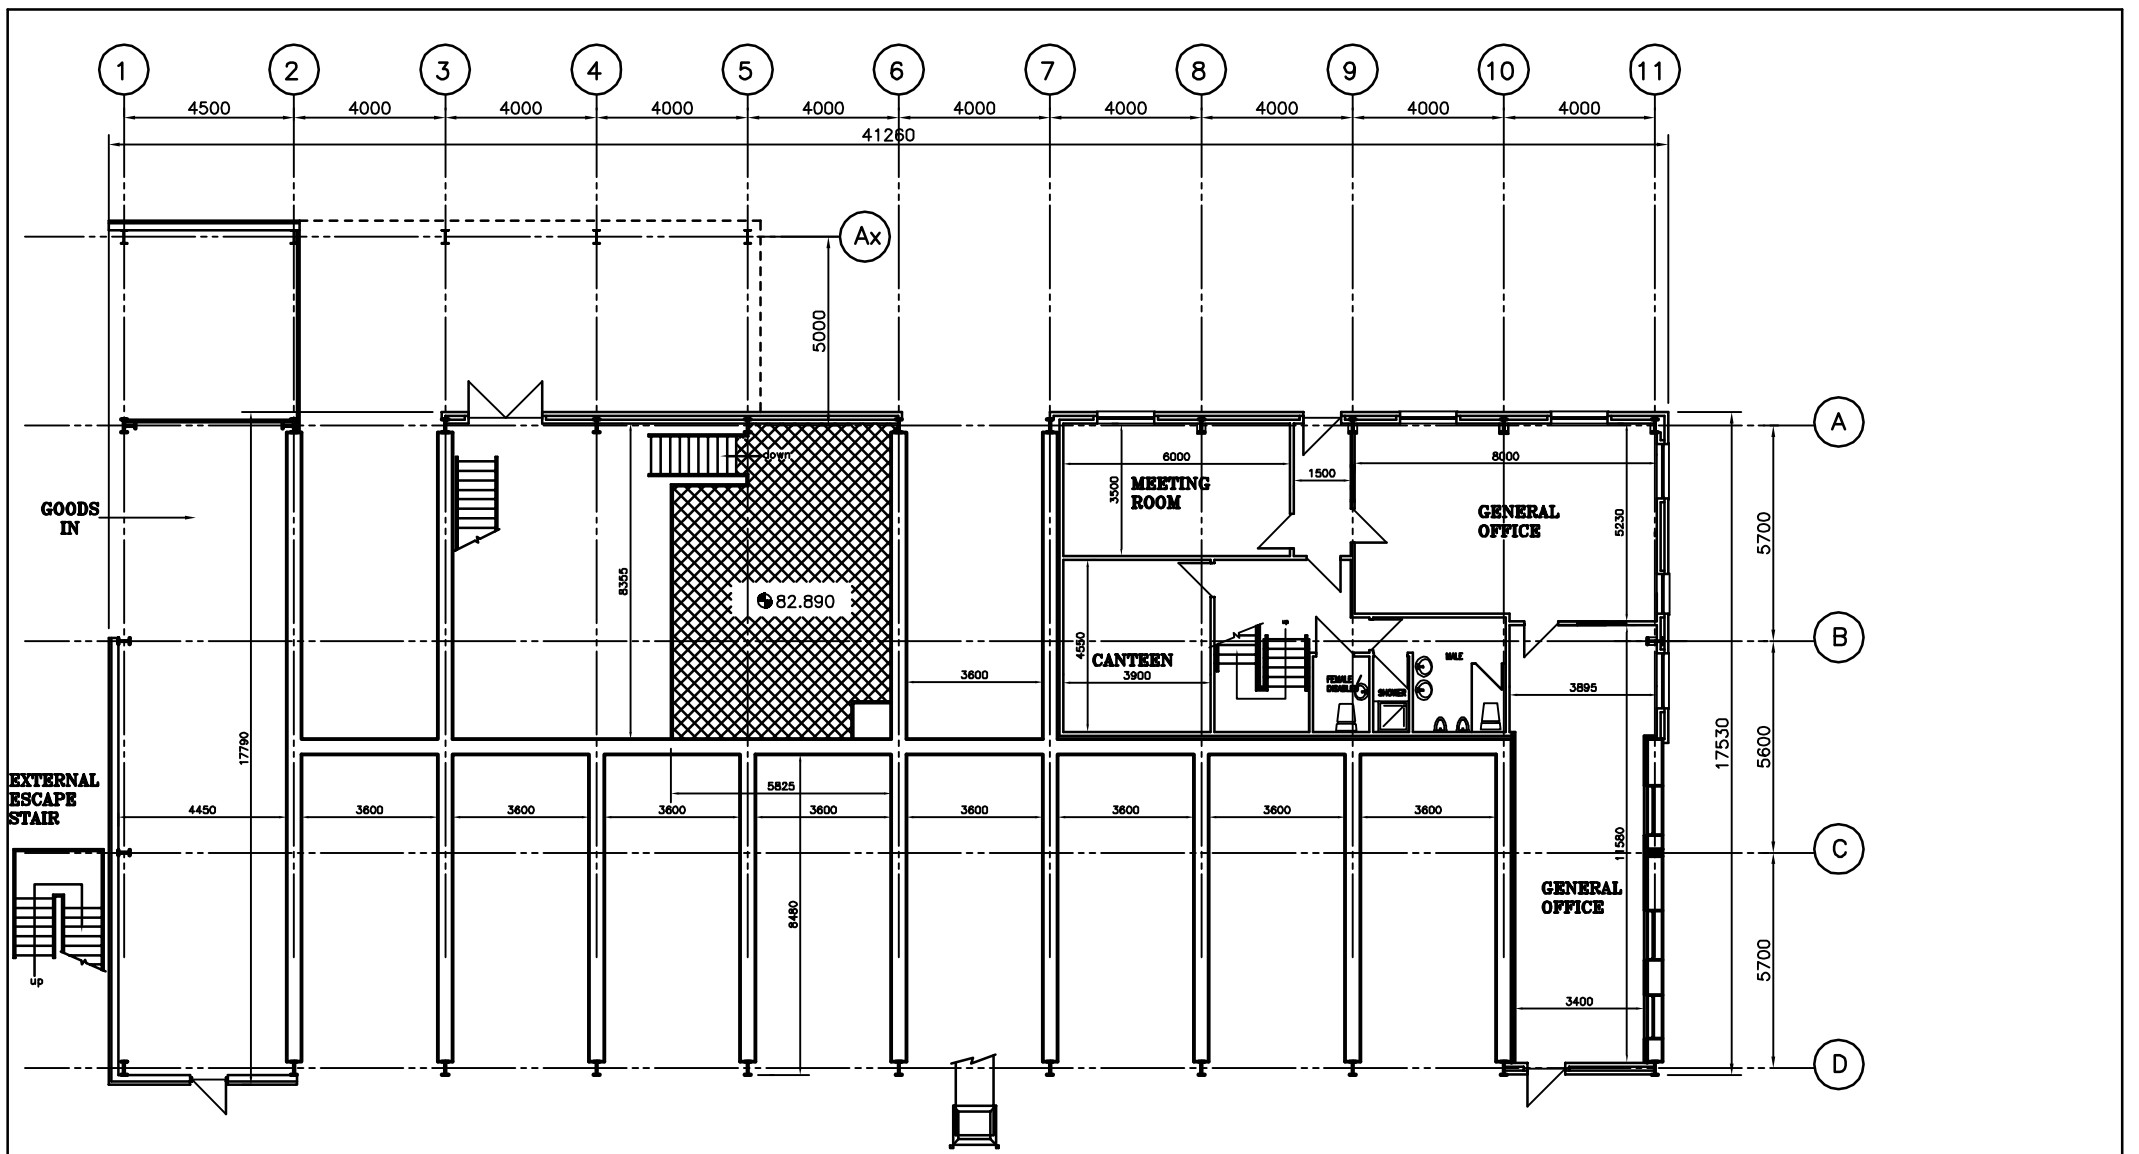 1 2 3 4 5 6 7 8 9 10 11
4500 4000 4000 4000 4000 4000 4000 4000 4000 4000
41260
Ax
5000
A
down
6000
1500
8000
3500
MEETING
ROOM
GOODS
IN
GENERAL
OFFICE
5230
5700
8355
82.890
up
B
4550
CANTEEN
3900
3600
FEMALE
DISABLED
SHOWER
MALE
3895
17790
17530
5600
EXTERNAL
ESCAPE
STAIR
5825
4450 3600 3600 3600 3600 3600 3600 3600 3600
11580
C
GENERAL
OFFICE
8480
5700
up
3400
D